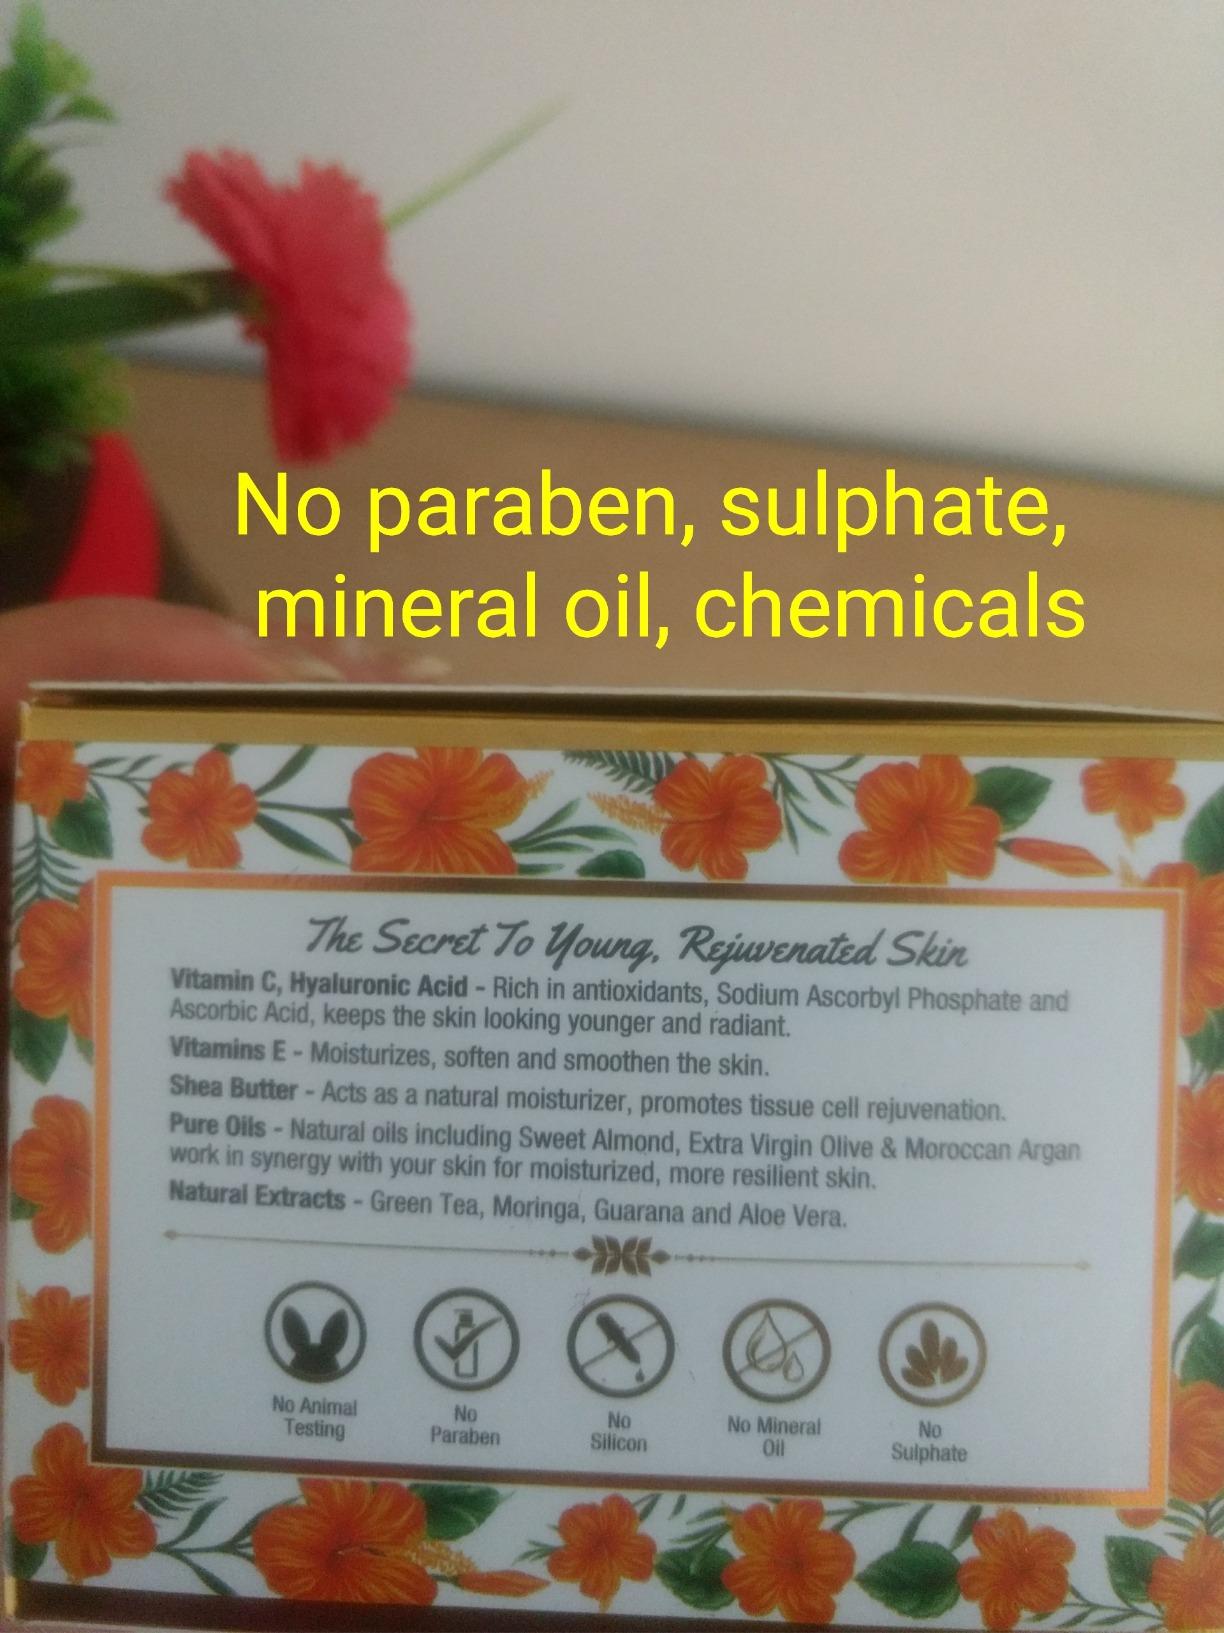 No paraben, sulphate,
mineral oil, chemicals
The Secret To Young, Rejuvenated Skin
Vitamin C, Hyaluronic Acid - Rich in antioxidants, Sodium Ascorbyl Phosphate and
Ascorbic Acid, keeps the skin looking younger and radiant.
Vitamins E - Moisturizes, soften and smoothen the skin.
Shea Butter - Acts as a natural moisturizer, promotes tissue cell rejuvenation.
Pure Oils - Natural oils including Sweet Almond, Extra Virgin Olive & Moroccan Argan
work in synergy with your skin for moisturized, more resilient skin.
Natural Extracts - Green Tea, Moringa, Guarana and Aloe Vera.
No Animal
Testing
No
Paraben
No
Silicon
No Mineral
Oil
No
Sulphate